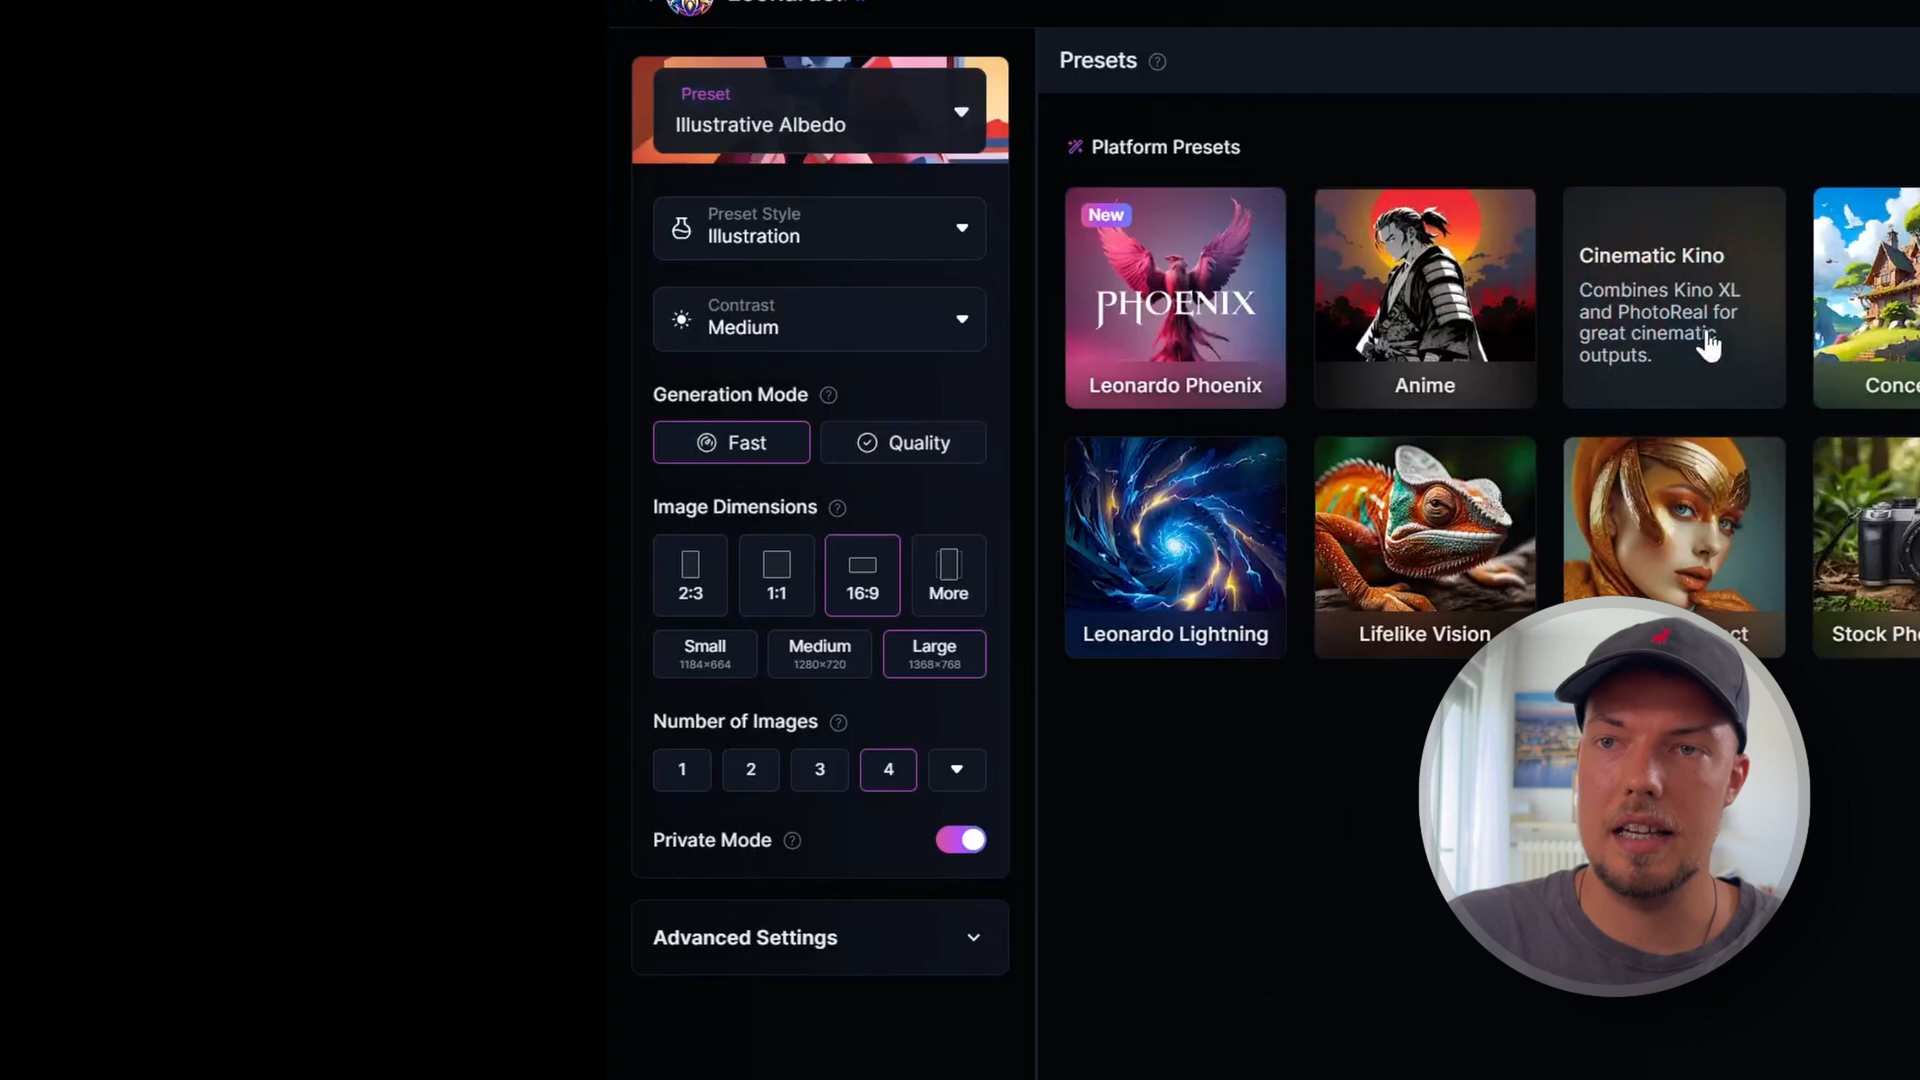 Presets
Preset
Illustrative Albedo
Preset Style
Illustration
Contrast
Medium
Generation Mode
Fast
Quality
Image Dimensions
2:3
1:1
16:9
More
Small
1184×664
Medium
1280×720
Large
1368×768
Number of Images
1
2
3
4
Private Mode
Advanced Settings
Platform Presets
New
PHOENIX
Leonardo Phoenix
Anime
Cinematic Kino
Combines Kino XL
and PhotoReal for
great cinematic
outputs.
Leonardo Lightning
Lifelike Vision